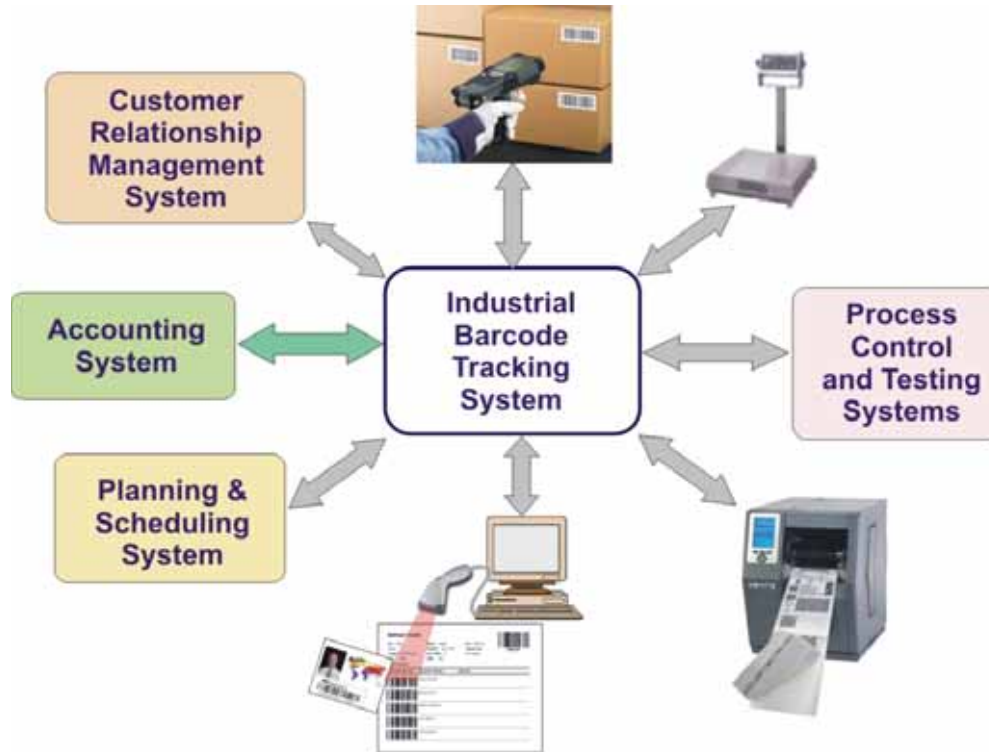 Customer
Relationship
Management
System
Industrial
Barcode
Tracking
System
Accounting
System
Process
Control
and Testing
Systems
Planning &
Scheduling
System